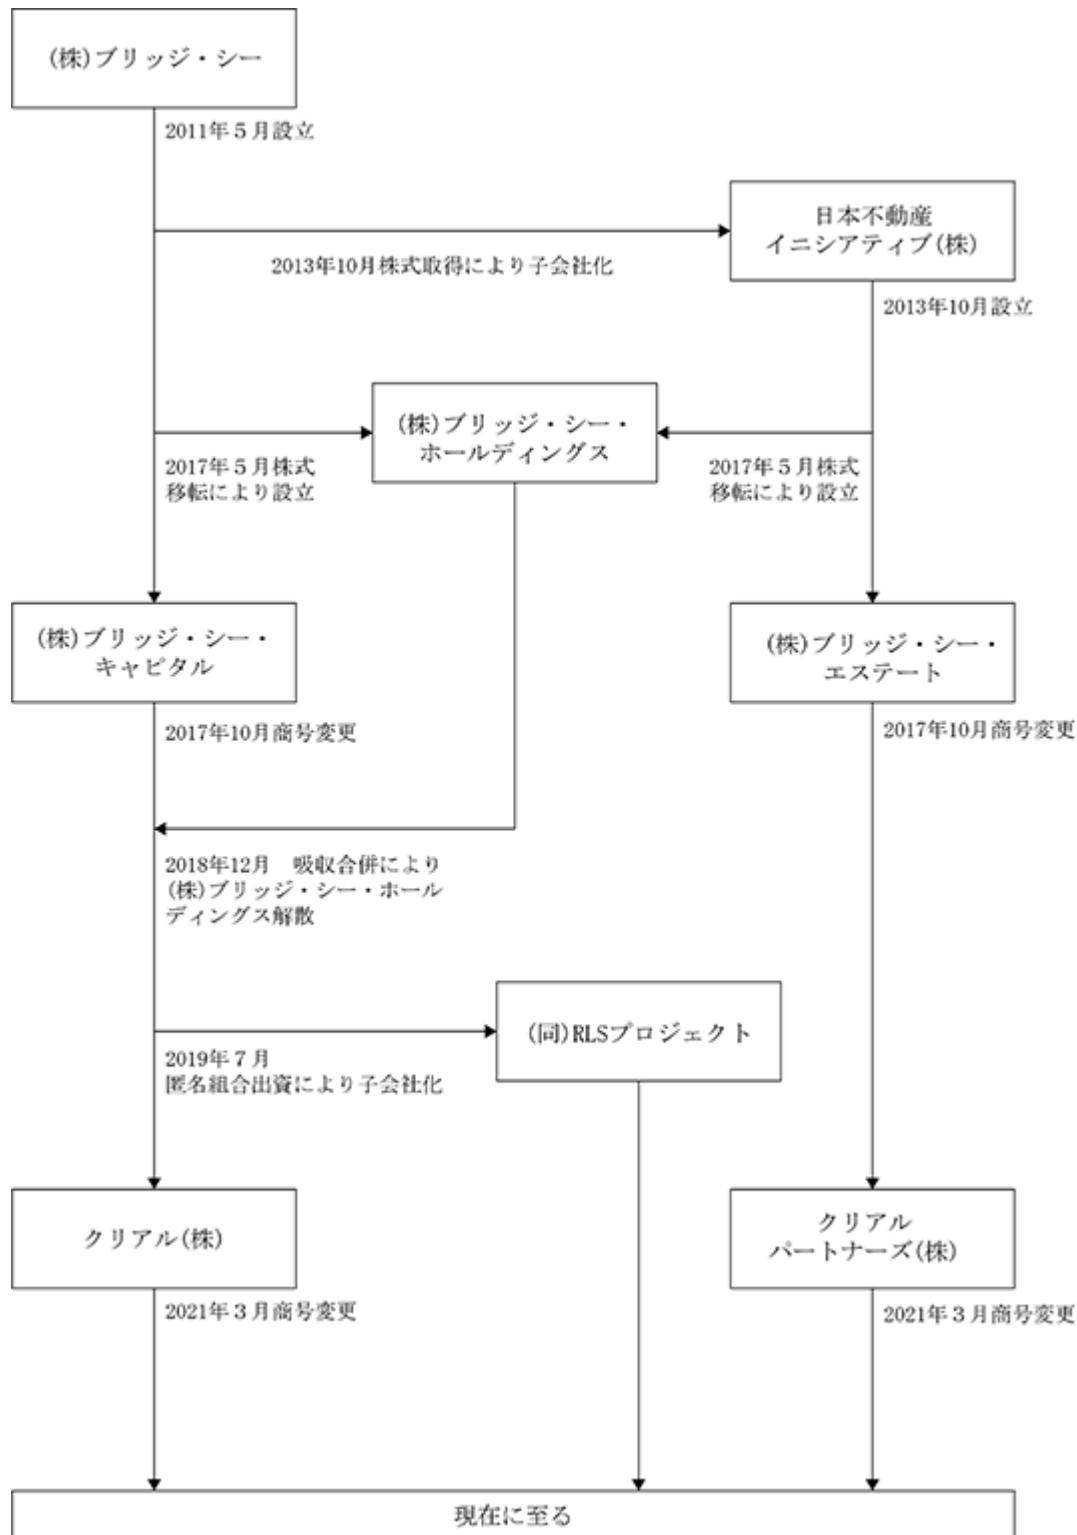 (株)ブリッジ・シー
2011年５月設立
日本不動産
イニシアティブ(株)
2013年10月株式取得により子会社化
2013年10月設立
(株)ブリッジ・シー・
ホールディングス
2017年５月株式
移転により設立
2017年５月株式
移転により設立
(株)ブリッジ・シー・
キャピタル
(株)ブリッジ・シー・
エステート
2017年10月商号変更
2017年10月商号変更
2018年12月　吸収合併により
(株)ブリッジ・シー・ホール
ディングス解散
(同)RLSプロジェクト
2019年７月
匿名組合出資により子会社化
クリアル(株)
クリアル
パートナーズ(株)
2021年３月商号変更
2021年３月商号変更
現在に至る